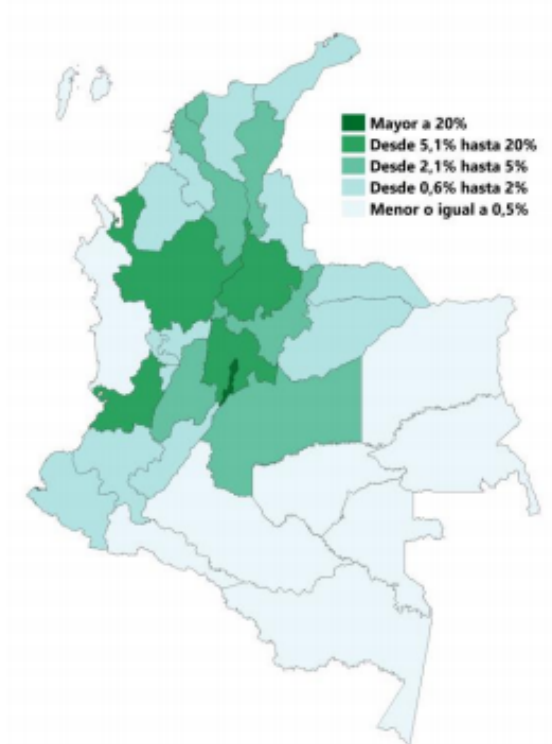 Mayor a 20%
Desde 5,1% hasta 20%
Desde 2,1% hasta 5%
Desde 0,6% hasta 2%
Menor o igual a 0,5%